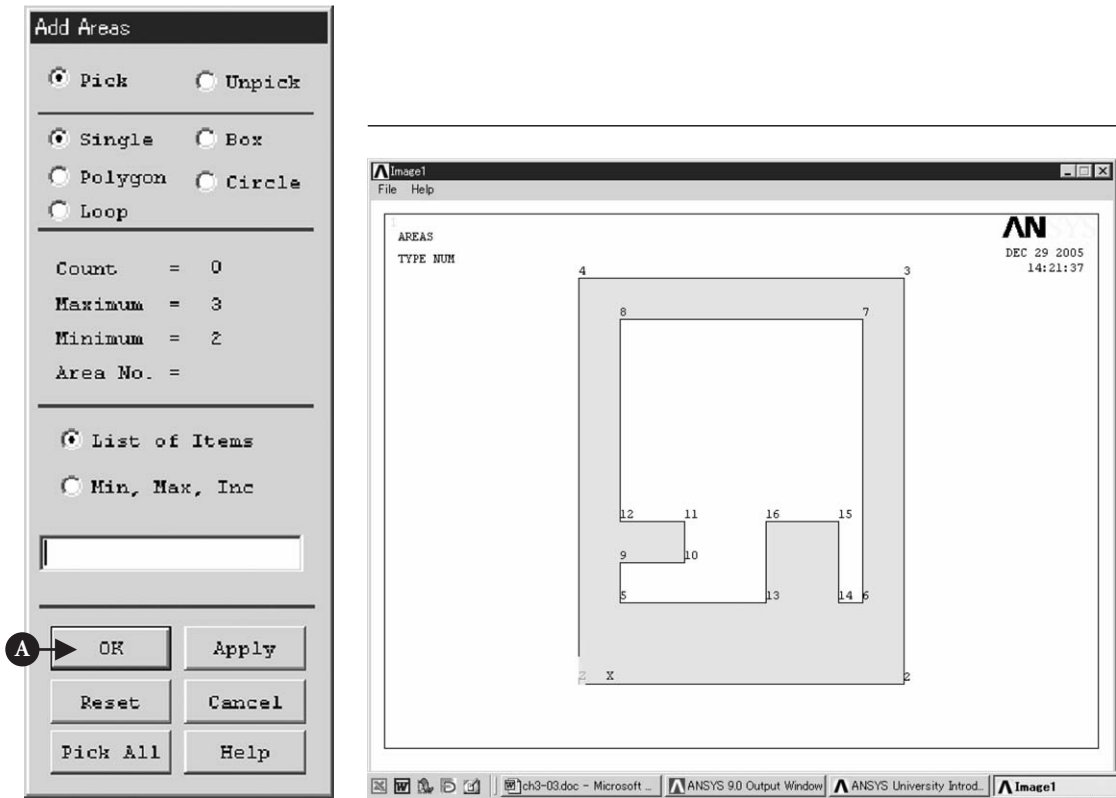 Add Areas
Pick Unpick
Single Box
Polygon Circle
Loop
Count = 0
Maximum = 3
Minimum = 2
Area No. =
List of Items
Min, Max, Inc
A OK Apply
Reset Cancel
Pick All Help
Image1
File Help
1
AREAS
TYPE NUM
ANSYS
DEC 29 2005
14:21:37
4 3
8 7
12 11 16 15
9 10
5 13 14 6
Z X 2
ch3-03.doc - Microsoft ... ANSYS 9.0 Output Window ANSYS University Introd... Image1